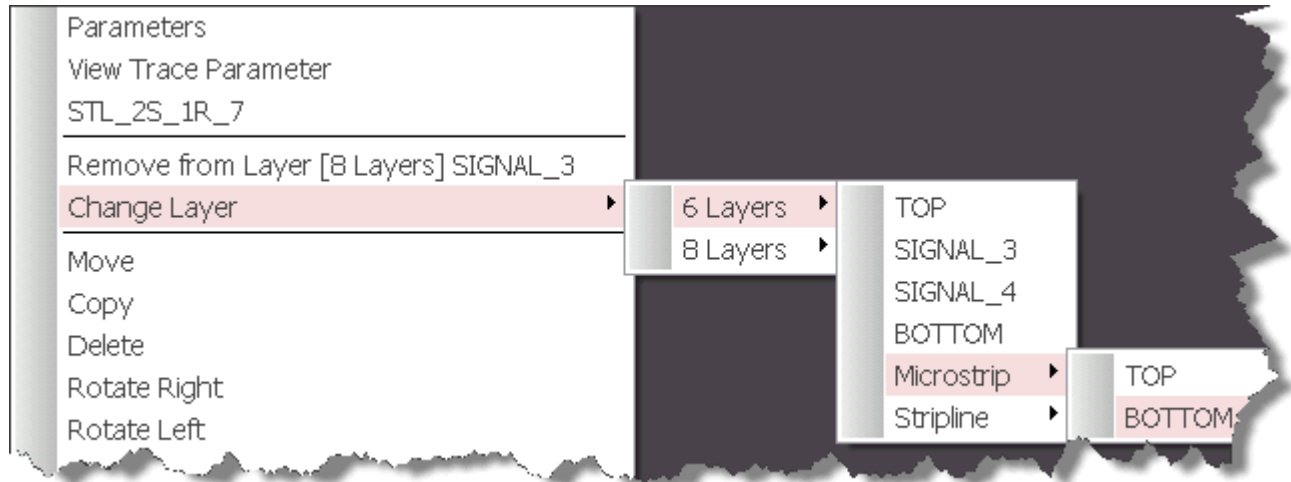 Parameters
View Trace Parameter
STL_2S_1R_7
Remove from Layer [8 Layers] SIGNAL_3
Change Layer
Move
Copy
Delete
Rotate Right
Rotate Left
6 Layers
8 Layers
TOP
SIGNAL_3
SIGNAL_4
BOTTOM
Microstrip
Stripline
TOP
BOTTOM